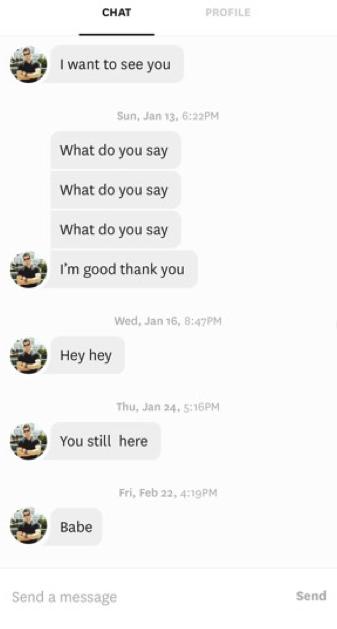 CHAT
PROFILE
I want to see you
Sun, Jan 13, 6:22PM
What do you say
What do you say
What do you say
I'm good thank you
Wed, Jan 16, 8:47PM
Hey hey
Thu, Jan 24, 5:16PM
You still  here
Fri, Feb 22, 4:19PM
Babe
Send a message
Send